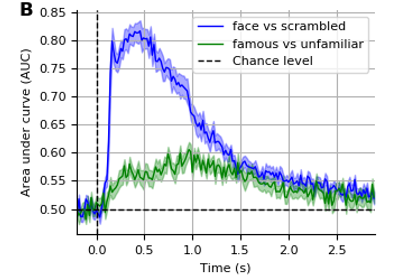 B
face vs scrambled
famous vs unfamiliar
Chance level
Area under curve (AUC)
0.85
0.80
0.75
0.70
0.65
0.60
0.55
0.50
0.0 0.5 1.0 1.5 2.0 2.5
Time (s)